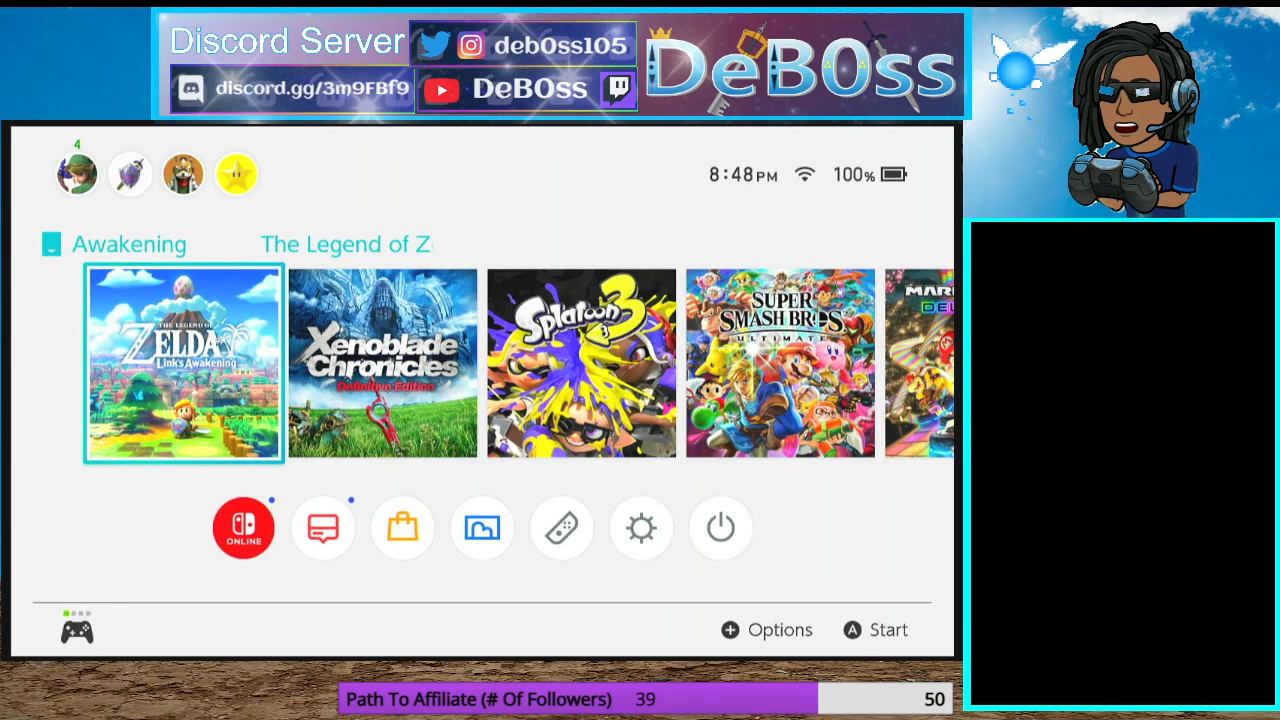 Discord Server
deb0ss105
discord.gg/3m9FBf9
DeB0ss
DeB0ss
4
8:48PM
100%
Awakening The Legend of Z
THE LEGEND OF
ZELDA
Link's Awakening
Xenoblade
Chronicles
Definitive Edition
Splatoon 3
SUPER
SMASH BROS.
ULTIMATE
MARI
DEL
ONLINE
Options
A Start
Path To Affiliate (# Of Followers) 39 50